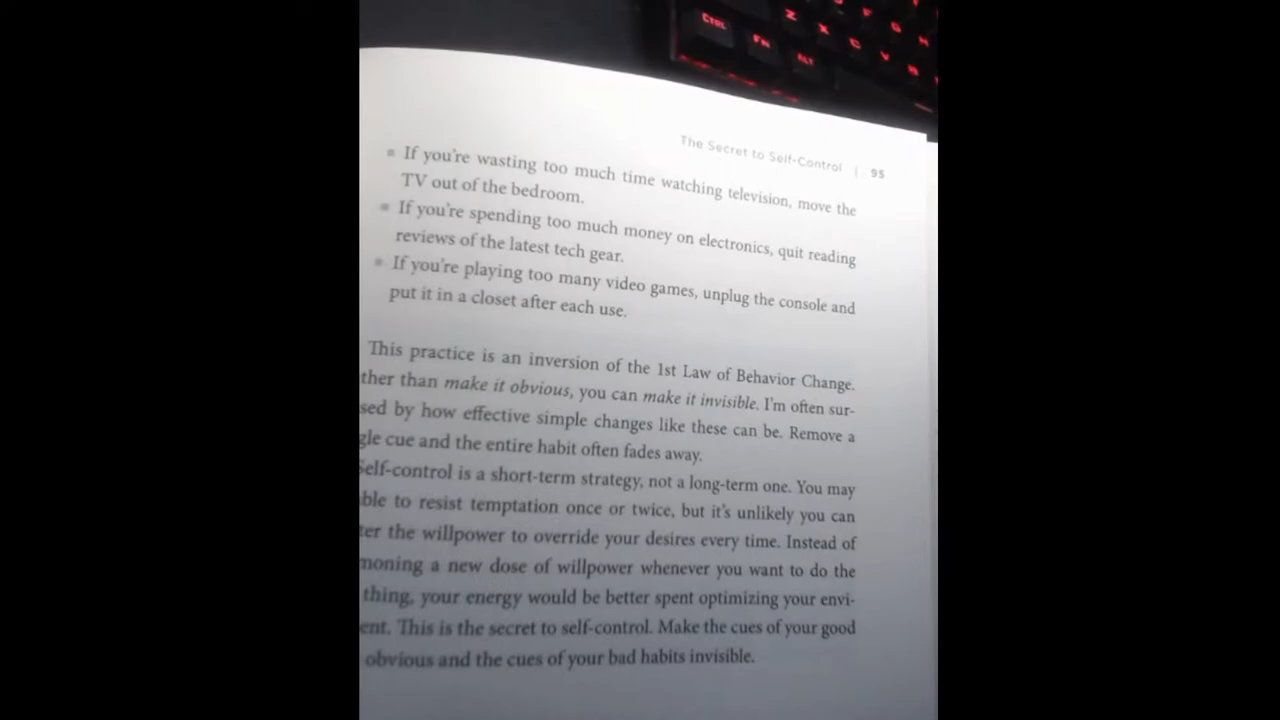 CTRL
FN
ALT
Z
X
C
V
B
F
G
H
The Secret to Self-Control | 95
If you're wasting too much time watching television, move the
TV out of the bedroom.
If you're spending too much money on electronics, quit reading
reviews of the latest tech gear.
If you're playing too many video games, unplug the console and
put it in a closet after each use.
This practice is an inversion of the 1st Law of Behavior Change.
ther than make it obvious, you can make it invisible. I'm often sur-
sed by how effective simple changes like these can be. Remove a
gle cue and the entire habit often fades away.
Self-control is a short-term strategy, not a long-term one. You may
ble to resist temptation once or twice, but it's unlikely you can
ter the willpower to override your desires every time. Instead of
moning a new dose of willpower whenever you want to do the
thing, your energy would be better spent optimizing your envi-
ent. This is the secret to self-control. Make the cues of your good
obvious and the cues of your bad habits invisible.